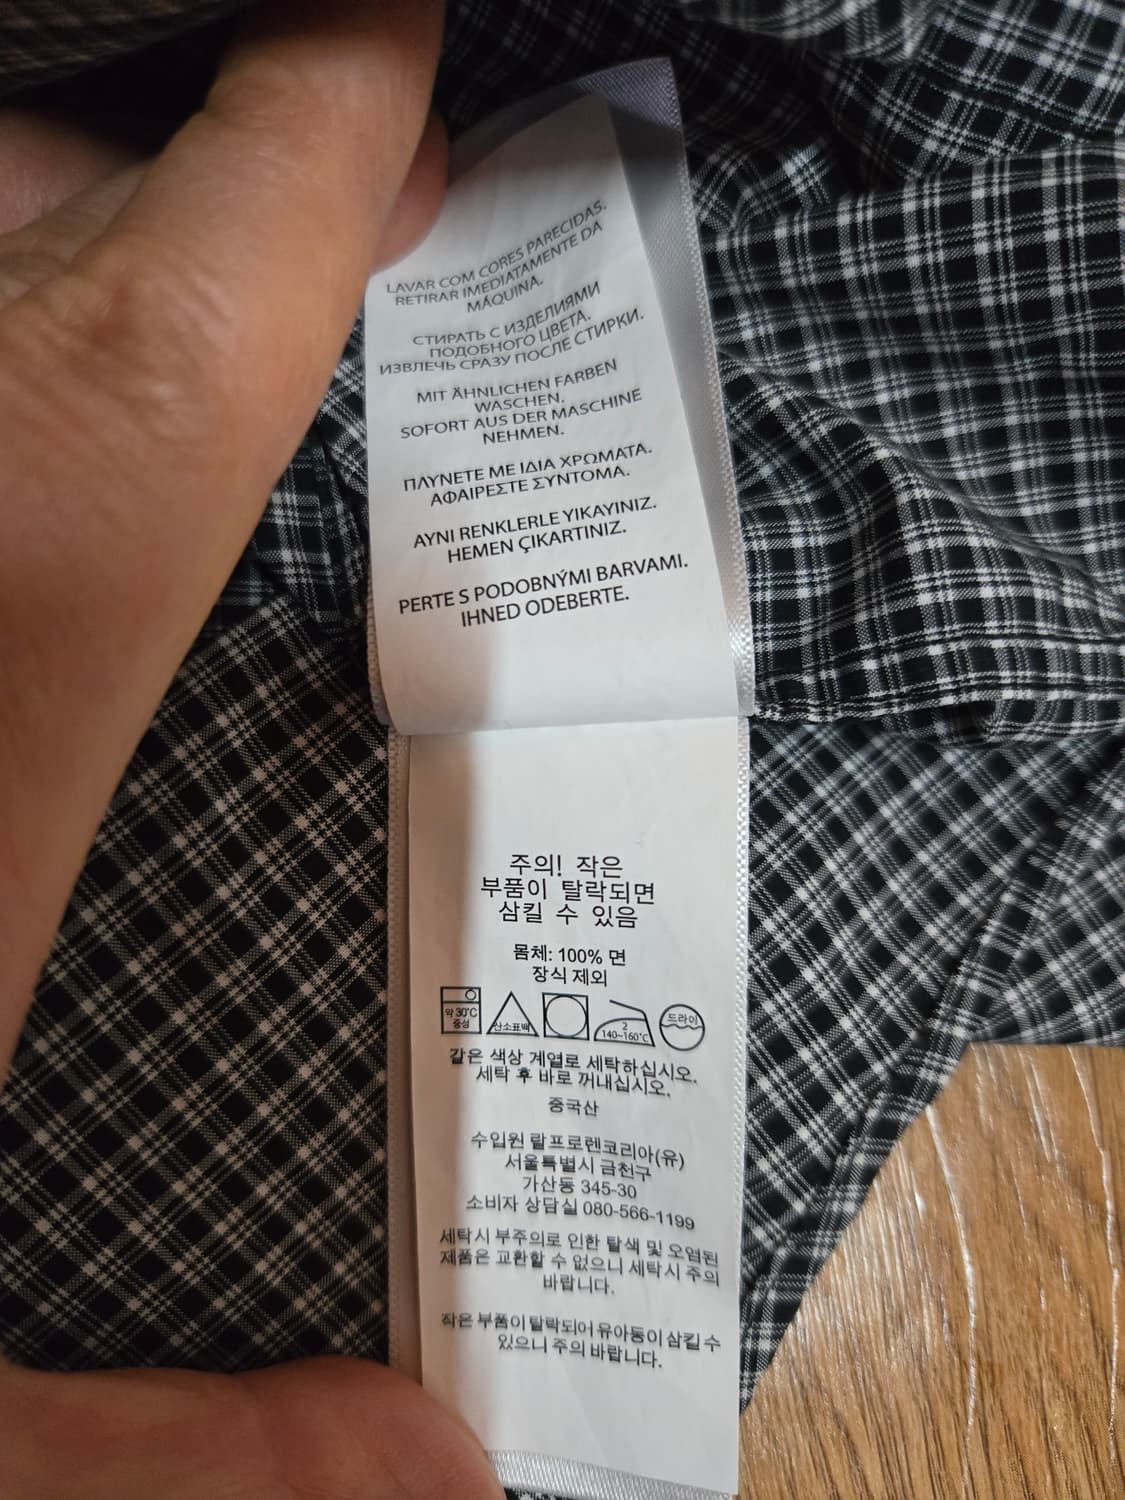 LAVAR COM CORES PARECIDAS.
RETIRAR IMEDIATAMENTE DA
MÁQUINA.
СТИРАТЬ С ИЗДЕЛИЯМИ
ПОДОБНОГО ЦВЕТА.
ИЗВЛЕЧЬ СРАЗУ ПОСЛЕ СТИРКИ.
MIT ÄHNLICHEN FARBEN
WASCHEN.
SOFORT AUS DER MASCHINE
NEHMEN.
ΠΛΥΝΕΤΕ ΜΕ ΙΔΙΑ ΧΡΩΜΑΤΑ.
ΑΦΑΙΡΕΣΤΕ ΣΥΝΤΟΜΑ.
AYNI RENKLERLE YIKAYINIZ.
HEMEN ÇIKARTINIZ.
PERTE S PODOBNÝMI BARVAMI.
IHNED ODEBERTE.
주의! 작은
부품이 탈락되면
삼킬 수 있음
몸체: 100% 면
장식 제외
약 30°C
중성
산소표백
2
140~160°C
드라이
같은 색상 계열로 세탁하십시오.
세탁 후 바로 꺼내십시오.
중국산
수입원 랄프로렌코리아(유)
서울특별시 금천구
가산동 345-30
소비자 상담실 080-566-1199
세탁시 부주의로 인한 탈색 및 오염된
제품은 교환할 수 없으니 세탁시 주의
바랍니다.
작은 부품이 탈락되어 유아동이 삼킬 수
있으니 주의 바랍니다.